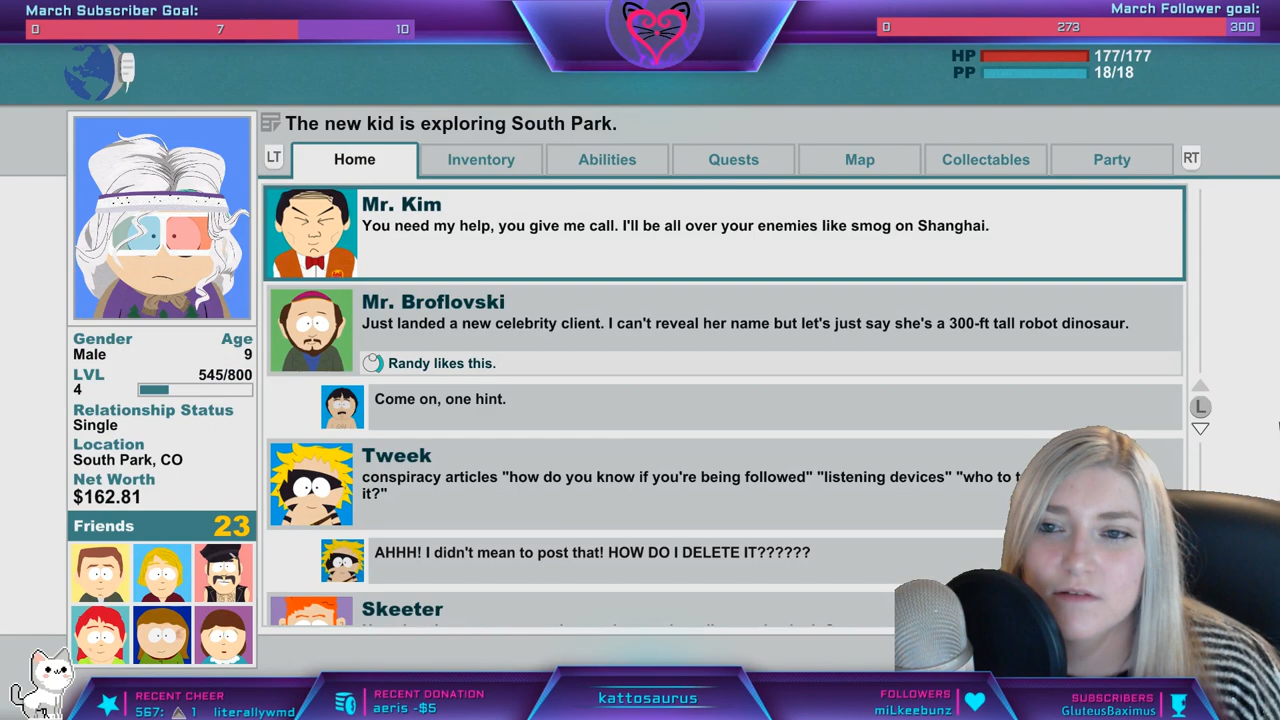 March Subscriber Goal:
0 7 10
March Follower goal:
0 273 300
HP 177/177
PP 18/18
The new kid is exploring South Park.
LT Home Inventory Abilities Quests Map Collectables Party RT
Gender Age
Male 9
LVL 545/800
4
Relationship Status
Single
Location
South Park, CO
Net Worth
$162.81
Friends 23
Mr. Kim
You need my help, you give me call. I'll be all over your enemies like smog on Shanghai.
Mr. Broflovski
Just landed a new celebrity client. I can't reveal her name but let's just say she's a 300-ft tall robot dinosaur.
Randy likes this.
Come on, one hint.
L
Tweek
conspiracy articles "how do you know if you're being followed" "listening devices" "who to
it?"
AHHH! I didn't mean to post that! HOW DO I DELETE IT??????
Skeeter
RECENT CHEER
567: 1 literallywmd
RECENT DONATION
aeris -$5
kattosaurus
FOLLOWERS
miLkeebunz
SUBSCRIBERS
GluteusBaximus